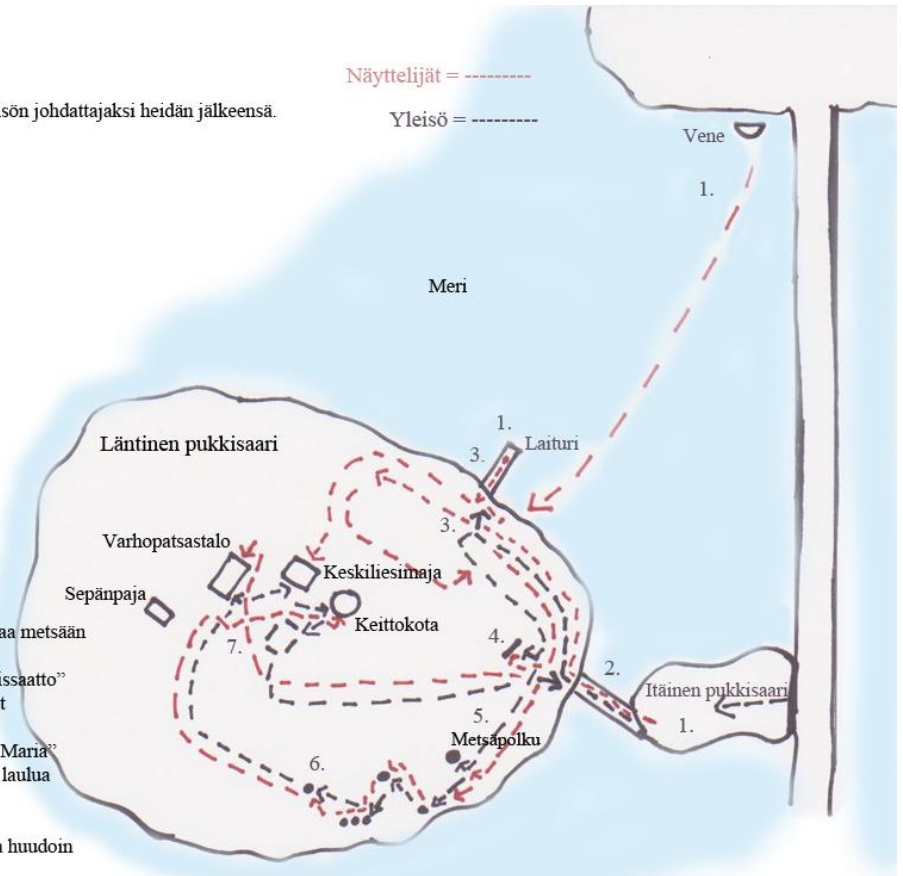 Näyttelijät = ---------
sön johdattajaksi heidän jälkeensä.
Yleisö = ---------
Vene
1.
Meri
1.
Läntinen pukkisaari
Laituri
3.
3.
Varhopatsastalo
Keskiliesimaja
Sepänpaja
Keittokota
aa metsään
4.
7.
2.
issaatto”
Itäinen pukkisaari
t
5.
1.
Metsäpolku
Maria”
6.
laulua
a huudoin